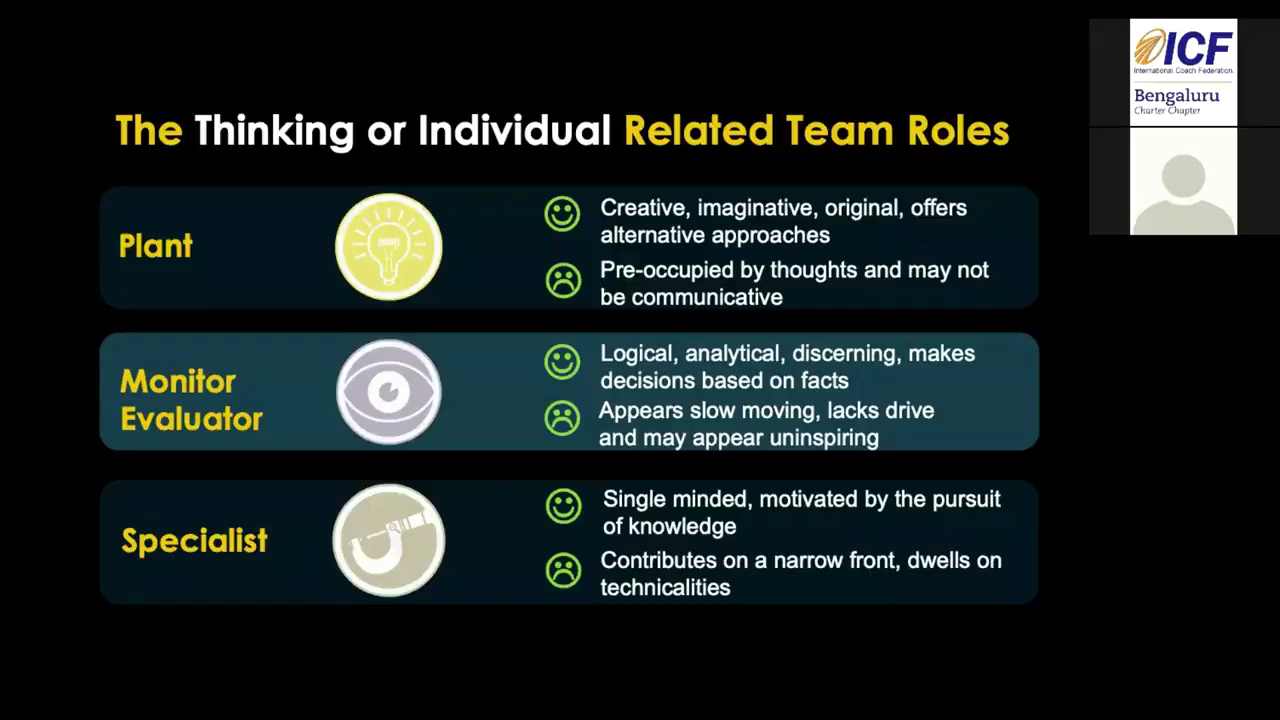 The Thinking or Individual Related Team Roles
Plant
Creative, imaginative, original, offers
alternative approaches
Pre-occupied by thoughts and may not
be communicative
Monitor
Evaluator
Logical, analytical, discerning, makes
decisions based on facts
Appears slow moving, lacks drive
and may appear uninspiring
Specialist
Single minded, motivated by the pursuit
of knowledge
Contributes on a narrow front, dwells on
technicalities
ICF
International Coach Federation
Bengaluru
Charter Chapter